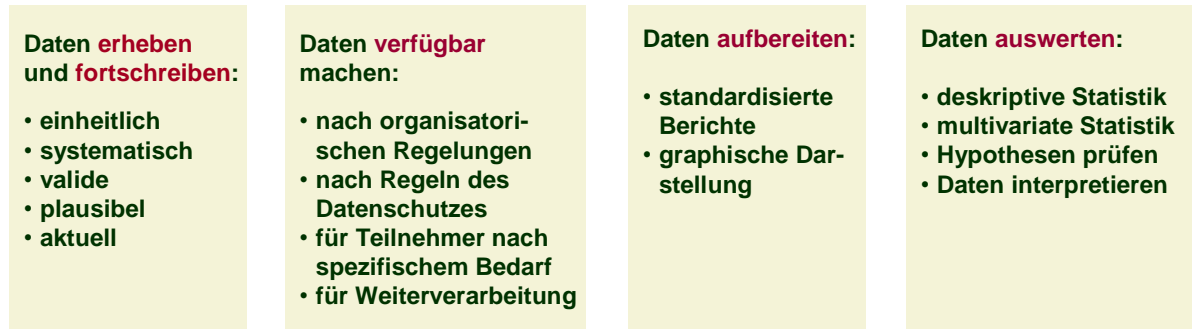 Daten erheben
und fortschreiben:
• einheitlich
• systematisch
• valide
• plausibel
• aktuell
Daten verfügbar
machen:
• nach organisatori-
schen Regelungen
• nach Regeln des
Datenschutzes
• für Teilnehmer nach
spezifischem Bedarf
• für Weiterverarbeitung
Daten aufbereiten:
• standardisierte
Berichte
• graphische Dar-
stellung
Daten auswerten:
• deskriptive Statistik
• multivariate Statistik
• Hypothesen prüfen
• Daten interpretieren